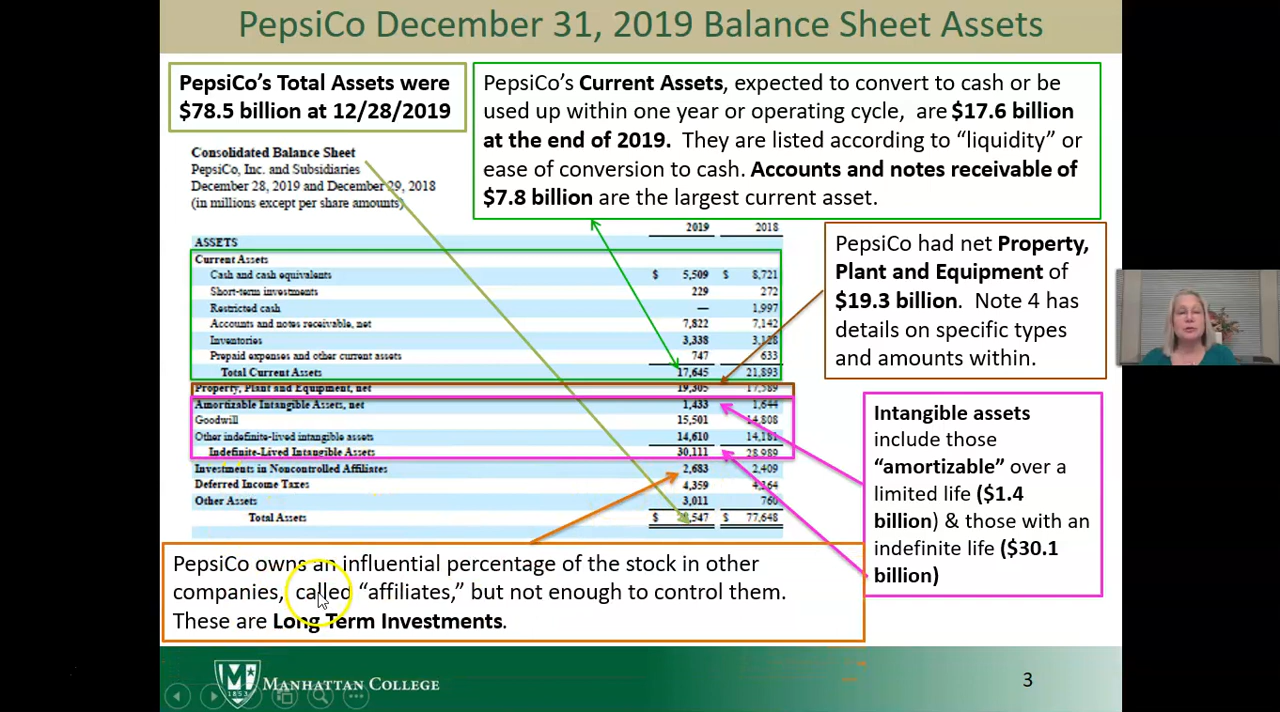 PepsiCo December 31, 2019 Balance Sheet Assets
PepsiCo's Total Assets were
$78.5 billion at 12/28/2019
PepsiCo's Current Assets, expected to convert to cash or be
used up within one year or operating cycle, are $17.6 billion
at the end of 2019. They are listed according to "liquidity" or
ease of conversion to cash. Accounts and notes receivable of
$7.8 billion are the largest current asset.
Consolidated Balance Sheet
PepsiCo, Inc. and Subsidiaries
December 28, 2019 and December 29, 2018
(in millions except per share amounts)
2019 2018
ASSETS
Current Assets
Cash and cash equivalents $ 5,509 $ 8,721
Short-term investments 229 272
Restricted cash — 1,997
Accounts and notes receivable, net 7,822 7,142
Inventories 3,338 3,128
Prepaid expenses and other current assets 747 633
Total Current Assets 17,645 21,893
Property, Plant and Equipment, net 19,305 17,589
Amortizable Intangible Assets, net 1,433 1,644
Goodwill 15,501 14,808
Other indefinite-lived intangible assets 14,610 14,181
Indefinite-Lived Intangible Assets 30,111 28,989
Investments in Noncontrolled Affiliates 2,683 2,409
Deferred Income Taxes 4,359 4,364
Other Assets 3,011 760
Total Assets $ 78,547 $ 77,648
PepsiCo had net Property,
Plant and Equipment of
$19.3 billion. Note 4 has
details on specific types
and amounts within.
Intangible assets
include those
"amortizable" over a
limited life ($1.4
billion) & those with an
indefinite life ($30.1
billion)
PepsiCo owns an influential percentage of the stock in other
companies, called "affiliates," but not enough to control them.
These are Long Term Investments.
M
1853
MANHATTAN COLLEGE
3